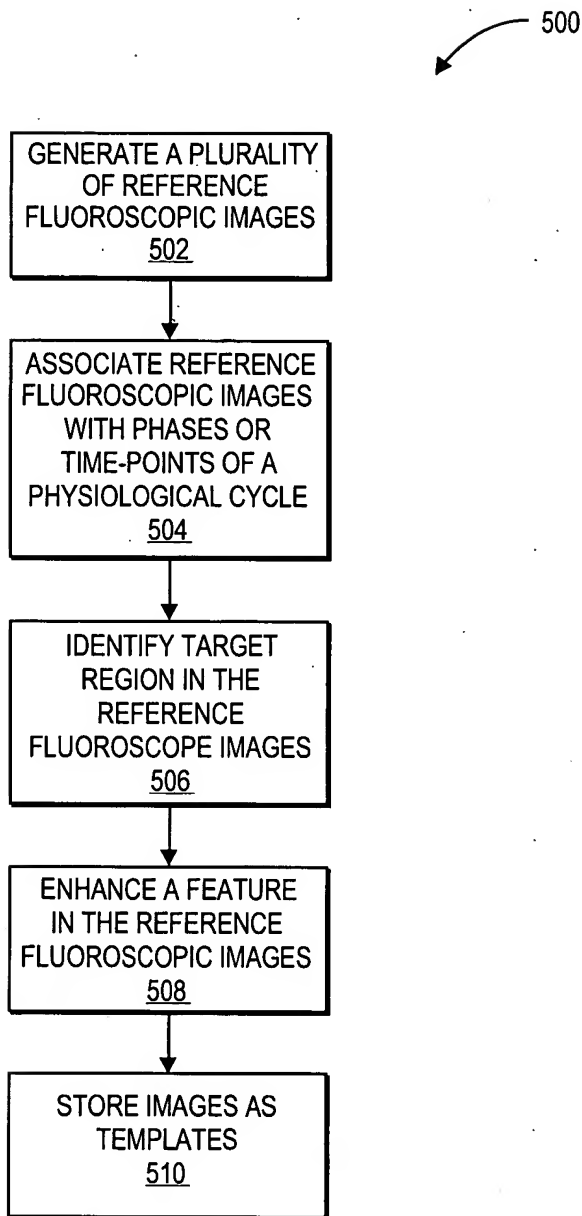 500
GENERATE A PLURALITY
OF REFERENCE
FLUOROSCOPIC IMAGES
502
ASSOCIATE REFERENCE
FLUOROSCOPIC IMAGES
WITH PHASES OR
TIME-POINTS OF A
PHYSIOLOGICAL CYCLE
504
IDENTIFY TARGET
REGION IN THE
REFERENCE
FLUOROSCOPE IMAGES
506
ENHANCE A FEATURE
IN THE REFERENCE
FLUOROSCOPIC IMAGES
508
STORE IMAGES AS
TEMPLATES
510